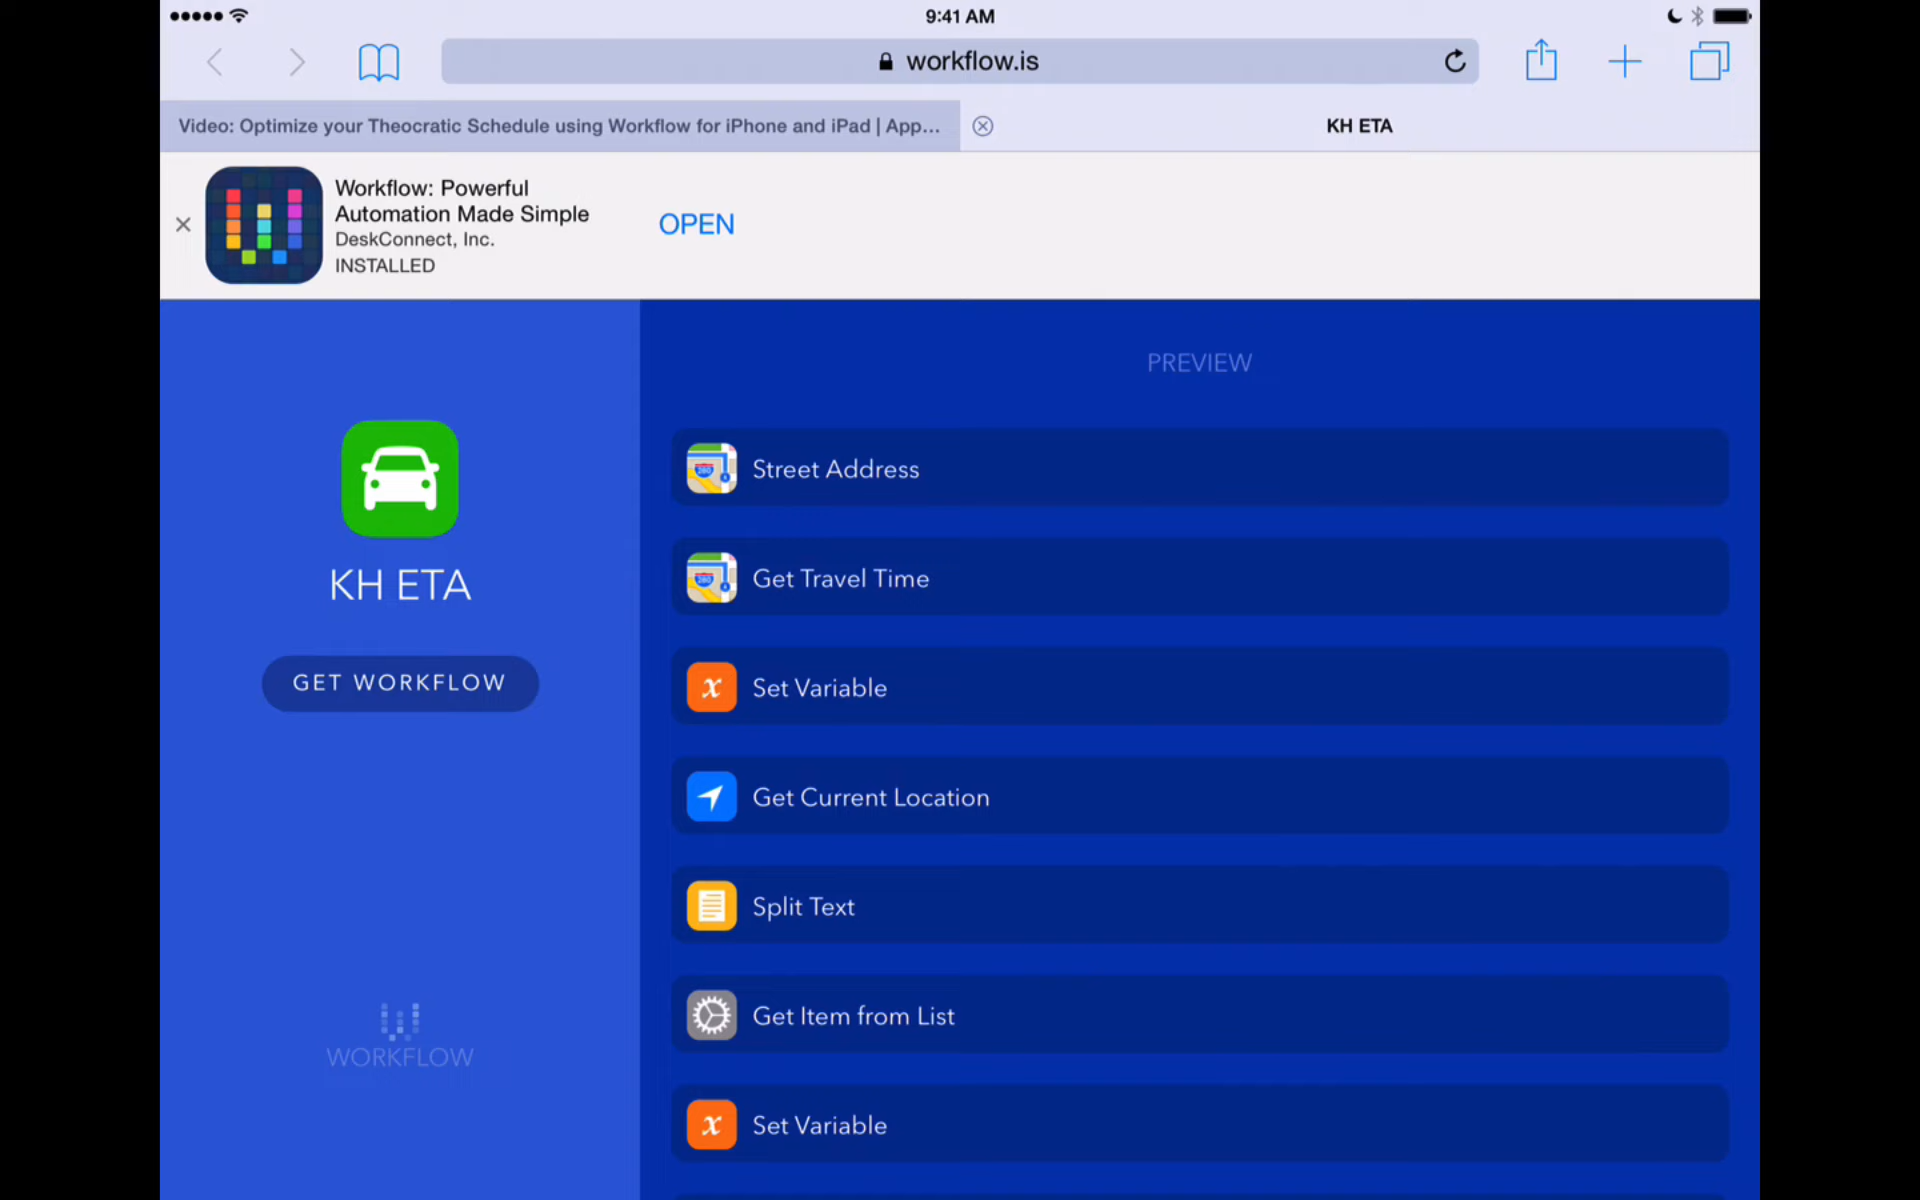 9:41 AM
workflow.is
Video: Optimize your Theocratic Schedule using Workflow for iPhone and iPad | App...
KH ETA
Workflow: Powerful
Automation Made Simple
DeskConnect, Inc.
INSTALLED
OPEN
KH ETA
GET WORKFLOW
WORKFLOW
PREVIEW
Street Address
Get Travel Time
Set Variable
Get Current Location
Split Text
Get Item from List
Set Variable